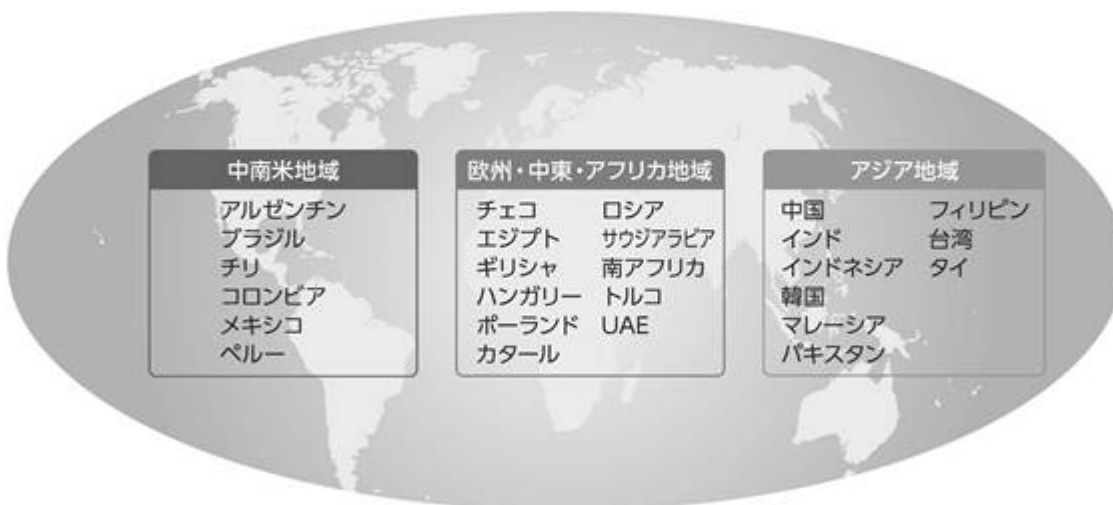 中南米地域
アルゼンチン
ブラジル
チリ
コロンビア
メキシコ
ペルー
欧州・中東・アフリカ地域
チェコ ロシア
エジプト サウジアラビア
ギリシャ 南アフリカ
ハンガリー トルコ
ポーランド UAE
カタール
アジア地域
中国 フィリピン
インド 台湾
インドネシア タイ
韓国
マレーシア
パキスタン